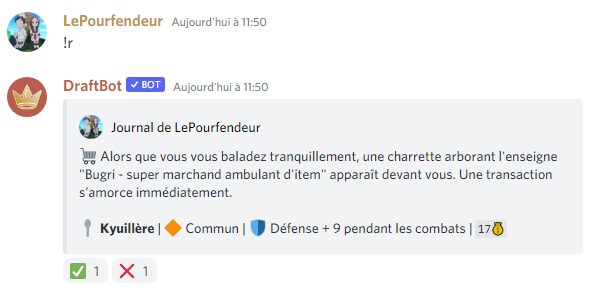 LePourfendeur Aujourd'hui à 11:50
!r
DraftBot ✓ BOT Aujourd'hui à 11:50
Journal de LePourfendeur
Alors que vous vous baladez tranquillement, une charrette arborant l'enseigne
"Bugri - super marchand ambulant d'item" apparaît devant vous. Une transaction
s'amorce immédiatement.
Kyuillère | Commun | Défense + 9 pendant les combats | 17
1 1